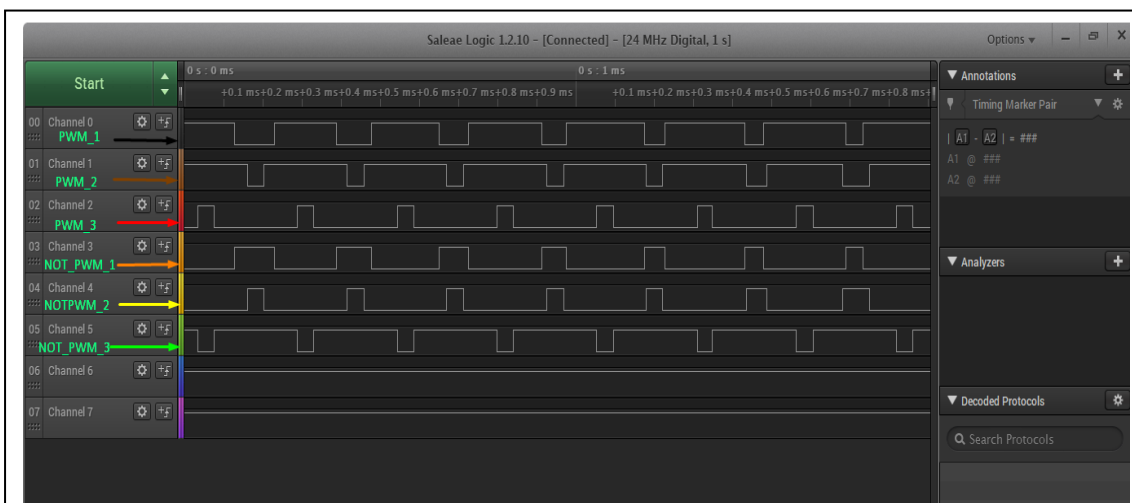 Saleae Logic 1.2.10 - [Connected] - [24 MHz Digital, 1 s]
Options
Start
0 s : 0 ms
0 s : 1 ms
+0.1 ms+0.2 ms+0.3 ms+0.4 ms+0.5 ms+0.6 ms+0.7 ms+0.8 ms+0.9 ms
+0.1 ms+0.2 ms+0.3 ms+0.4 ms+0.5 ms+0.6 ms+0.7 ms+0.8 ms+
00 Channel 0
PWM_1
01 Channel 1
PWM_2
02 Channel 2
PWM_3
03 Channel 3
NOT_PWM_1
04 Channel 4
NOTPWM_2
05 Channel 5
NOT_PWM_3
06 Channel 6
07 Channel 7
Annotations
Timing Marker Pair
| A1 - A2 | = ###
A1 @ ###
A2 @ ###
Analyzers
Decoded Protocols
Search Protocols